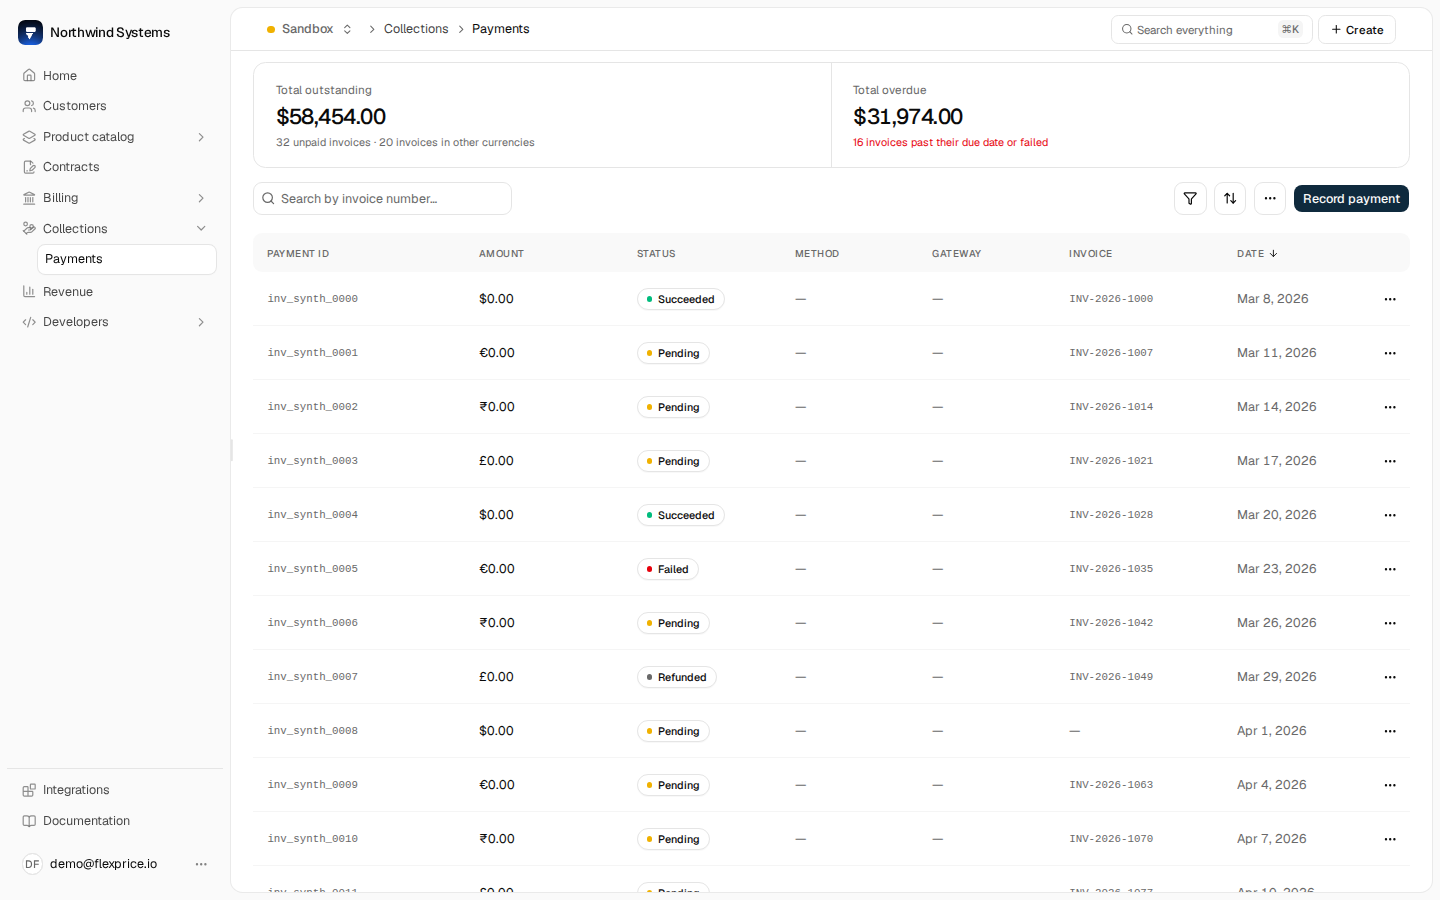 Northwind Systems
Home
Customers
Product catalog
Contracts
Billing
Collections
Payments
Revenue
Developers
Integrations
Documentation
DF demo@flexprice.io
Sandbox Collections Payments
Search everything ⌘K
+ Create
Total outstanding
$58,454.00
32 unpaid invoices · 20 invoices in other currencies
Total overdue
$31,974.00
16 invoices past their due date or failed
Search by invoice number...
Record payment
PAYMENT ID AMOUNT STATUS METHOD GATEWAY INVOICE DATE ↓
inv_synth_0000 $0.00 Succeeded — — INV-2026-1000 Mar 8, 2026
inv_synth_0001 €0.00 Pending — — INV-2026-1007 Mar 11, 2026
inv_synth_0002 ₹0.00 Pending — — INV-2026-1014 Mar 14, 2026
inv_synth_0003 £0.00 Pending — — INV-2026-1021 Mar 17, 2026
inv_synth_0004 $0.00 Succeeded — — INV-2026-1028 Mar 20, 2026
inv_synth_0005 €0.00 Failed — — INV-2026-1035 Mar 23, 2026
inv_synth_0006 ₹0.00 Pending — — INV-2026-1042 Mar 26, 2026
inv_synth_0007 £0.00 Refunded — — INV-2026-1049 Mar 29, 2026
inv_synth_0008 $0.00 Pending — — — Apr 1, 2026
inv_synth_0009 €0.00 Pending — — INV-2026-1063 Apr 4, 2026
inv_synth_0010 ₹0.00 Pending — — INV-2026-1070 Apr 7, 2026